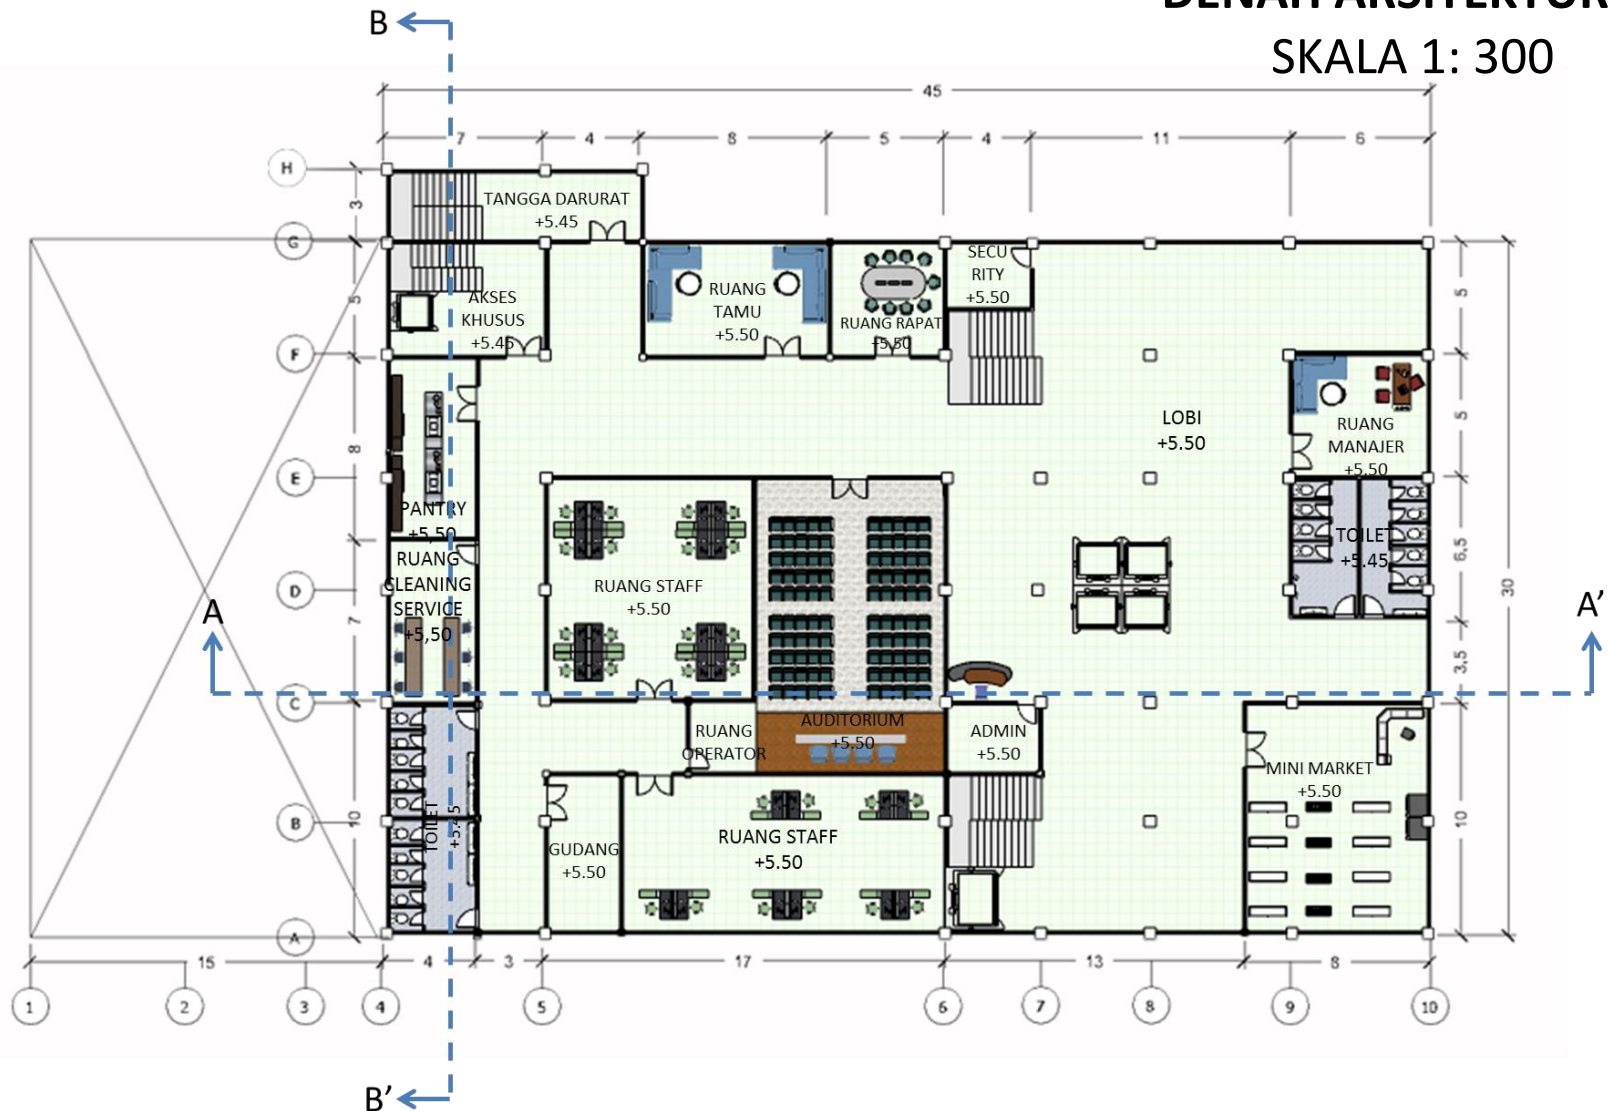 DENAH ARSITEKTUR
SKALA 1: 300
B
45
7
4
8
5
4
11
6
H
3
TANGGA DARURAT
+5.45
G
5
AKSES
KHUSUS
+5.45
RUANG
TAMU
+5.50
RUANG RAPAT
+5.50
SECU
RITY
+5.50
5
F
8
LOBI
+5.50
RUANG
MANAJER
+5.50
5
E
PANTRY
+5,50
RUANG
CLEANING
SERVICE
+5,50
RUANG STAFF
+5.50
TOILET
+5.45
6,5
30
D
7
A
A’
3,5
C
RUANG
OPERATOR
AUDITORIUM
+5.50
ADMIN
+5.50
MINI MARKET
+5.50
B
10
TOILET
+5.45
GUDANG
+5.50
RUANG STAFF
+5.50
10
A
15
4
3
17
13
8
1
2
3
4
5
6
7
8
9
10
B’